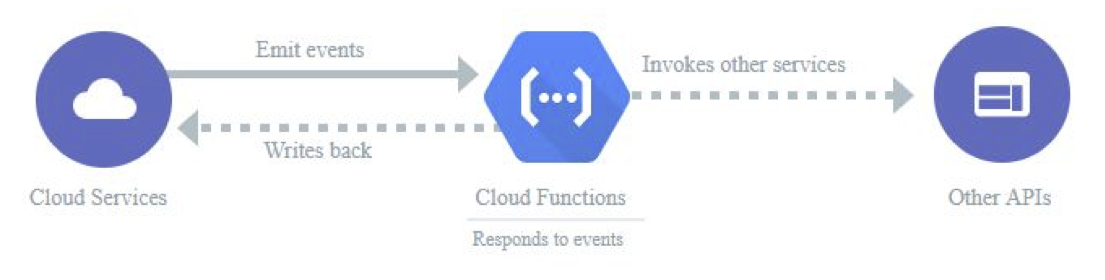 Emit events
Invokes other services
Writes back
Cloud Services
Cloud Functions
Other APIs
Responds to events